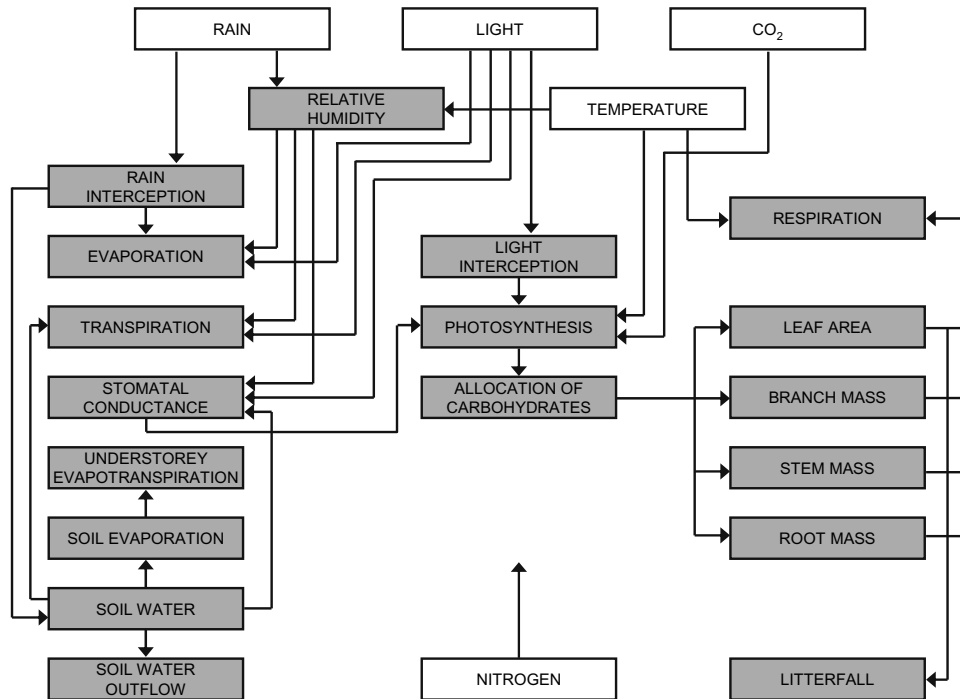 RAIN
LIGHT
CO₂
RELATIVE
HUMIDITY
TEMPERATURE
RAIN
INTERCEPTION
RESPIRATION
EVAPORATION
LIGHT
INTERCEPTION
TRANSPIRATION
PHOTOSYNTHESIS
LEAF AREA
STOMATAL
CONDUCTANCE
ALLOCATION OF
CARBOHYDRATES
BRANCH MASS
UNDERSTOREY
EVAPOTRANSPIRATION
STEM MASS
SOIL EVAPORATION
ROOT MASS
SOIL WATER
SOIL WATER
OUTFLOW
NITROGEN
LITTERFALL